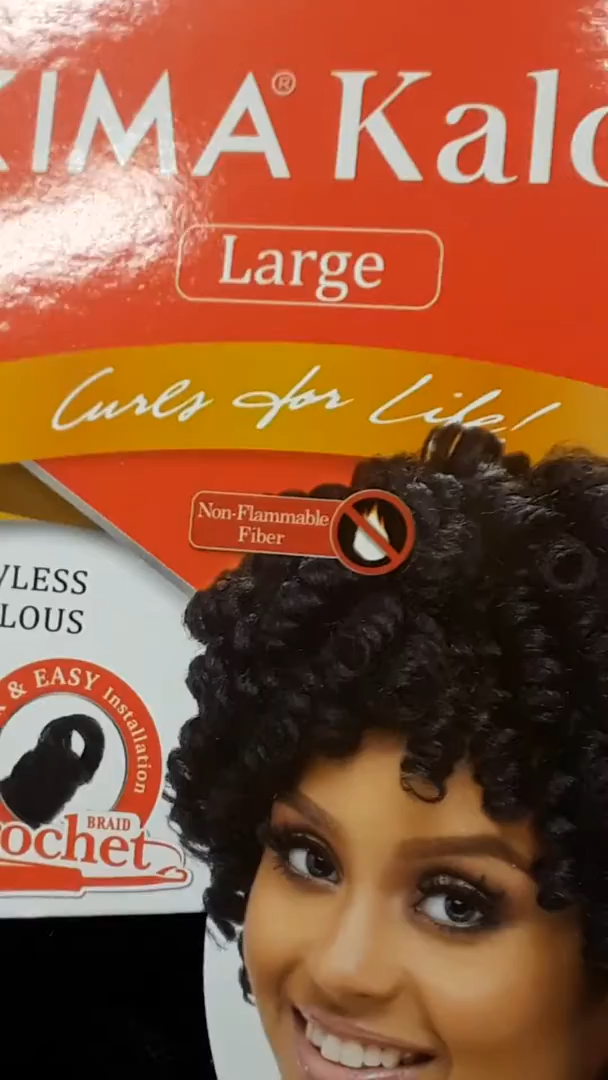 KIMA® Kalo
Large
Curls for Life!
Non-Flammable
Fiber
LESS
LOUS
& EASY Installation
BRAID
ochet